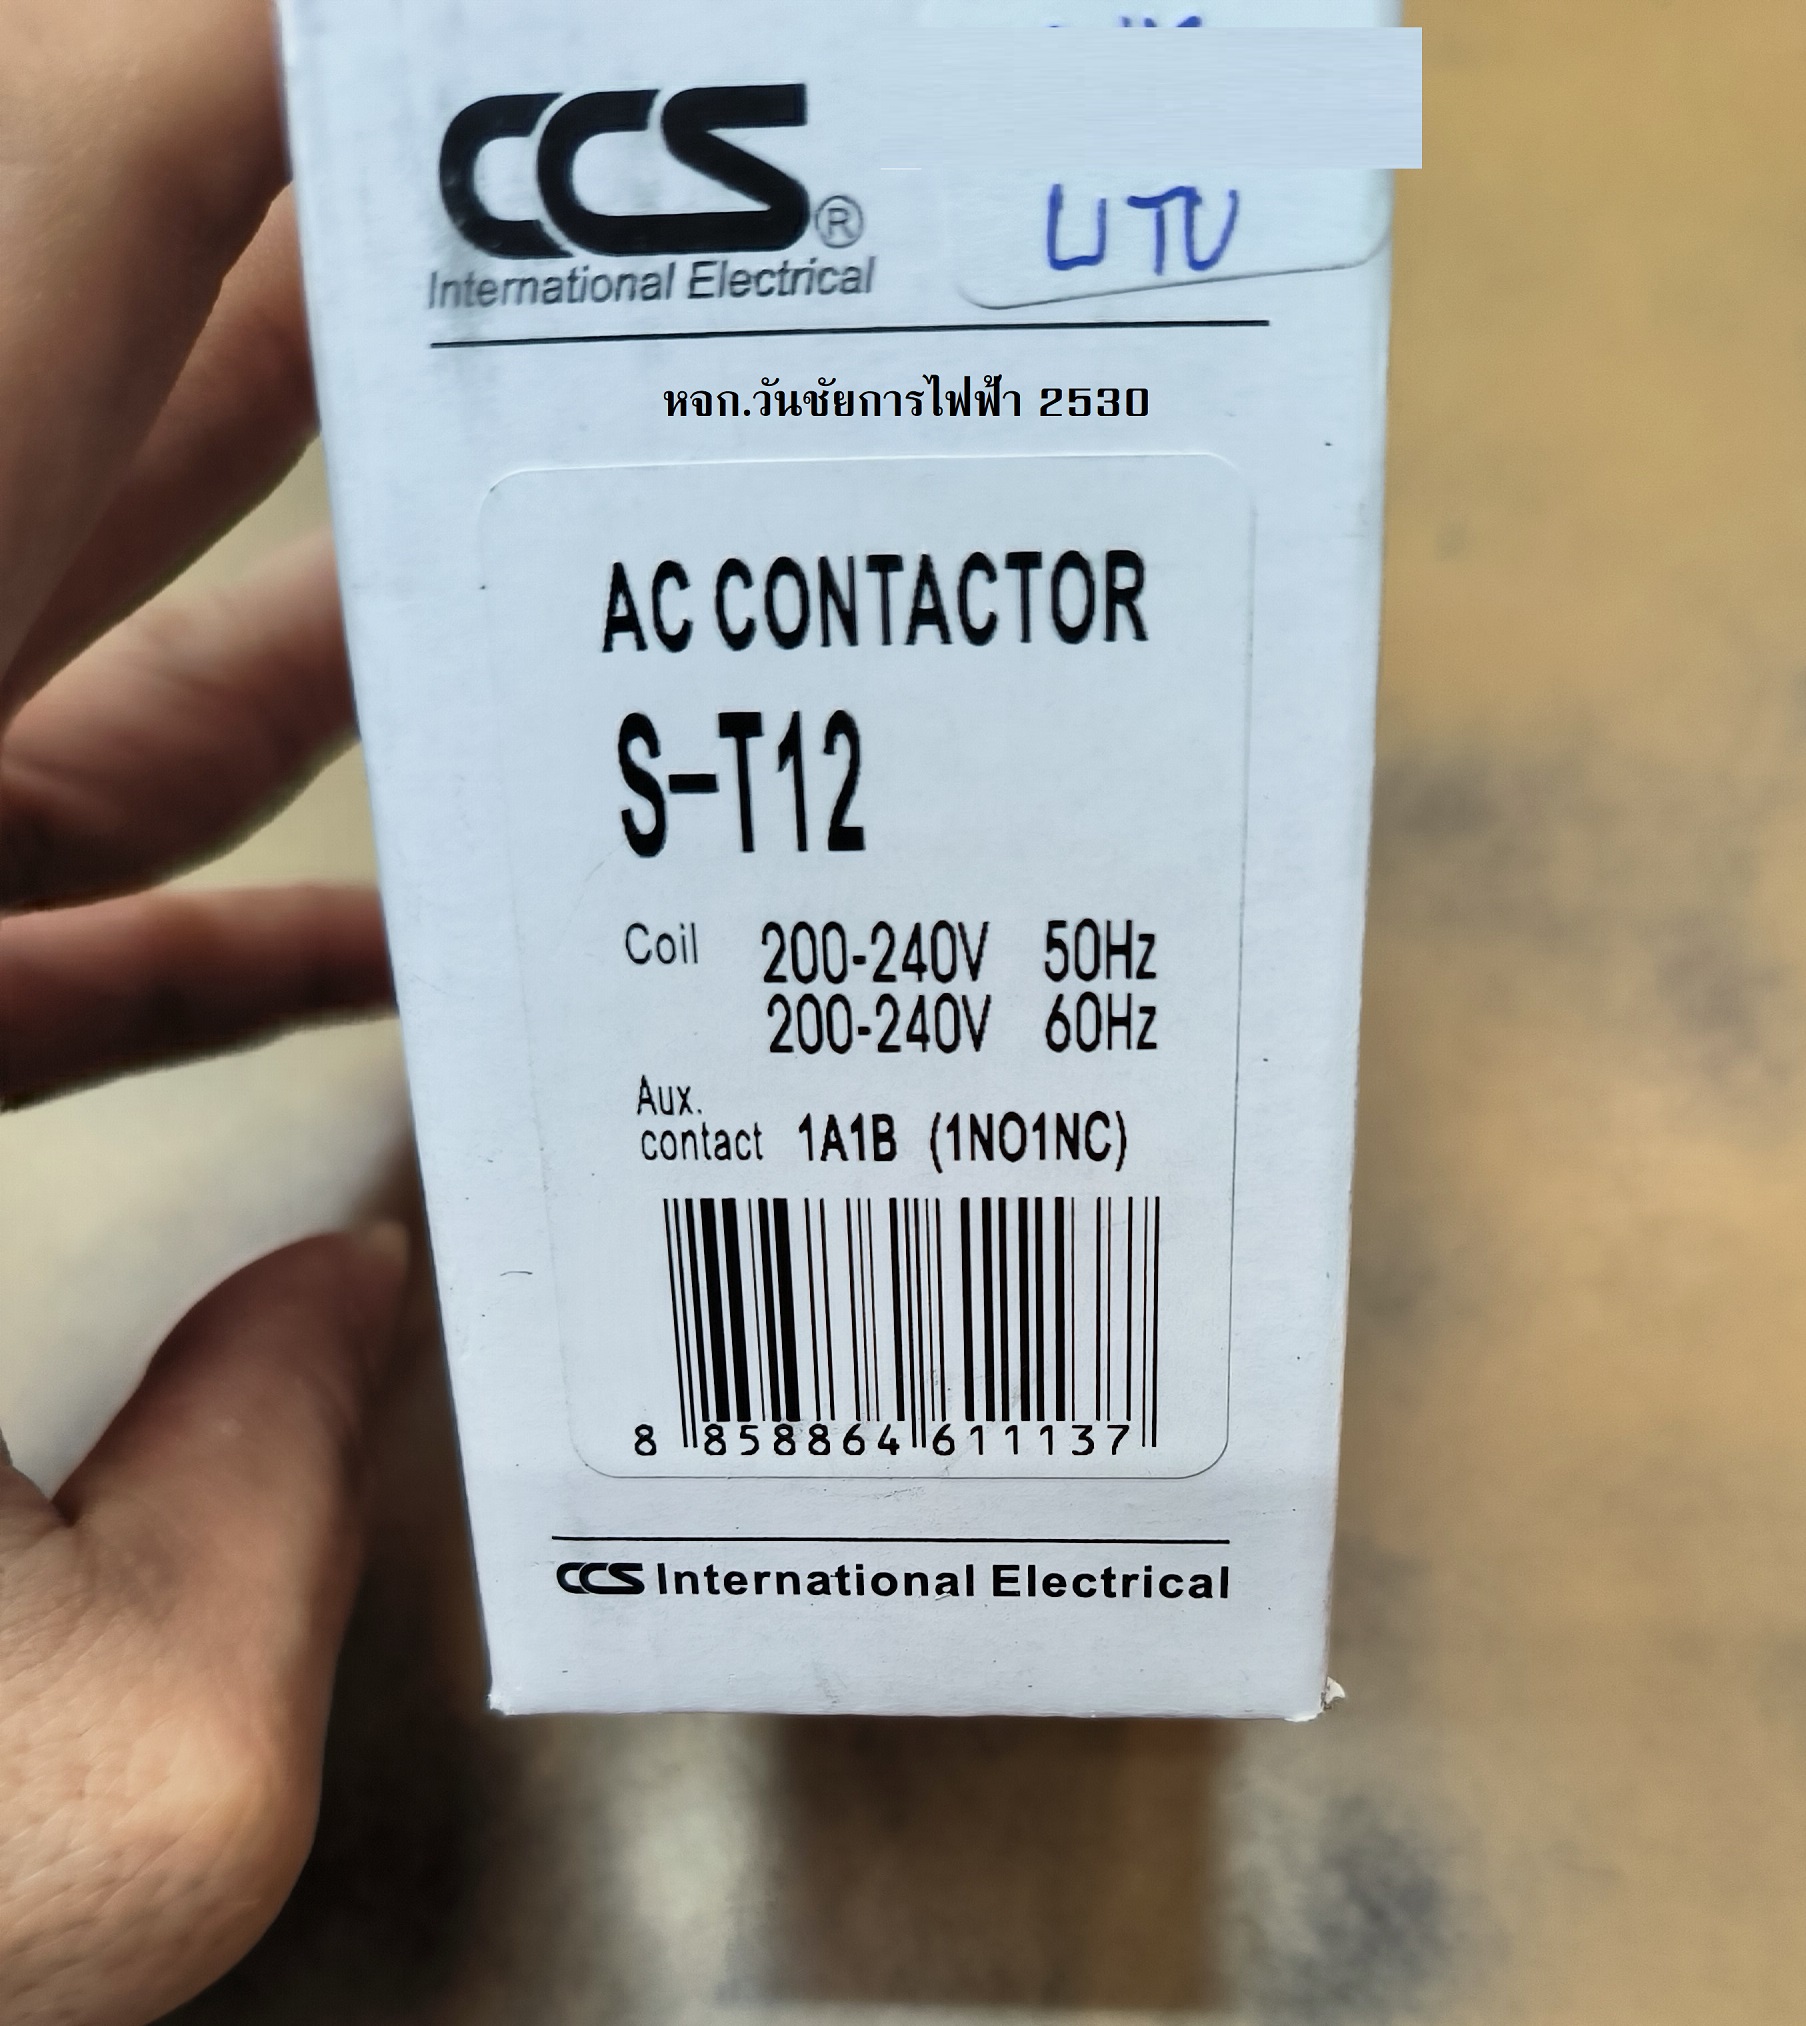 CCS®
International Electrical
หจก.วันชัยการไฟฟ้า 2530
AC CONTACTOR
S-T12
Coil 200-240V 50Hz
200-240V 60Hz
Aux.
contact 1A1B (1NO1NC)
8 858864 611137
CCS International Electrical